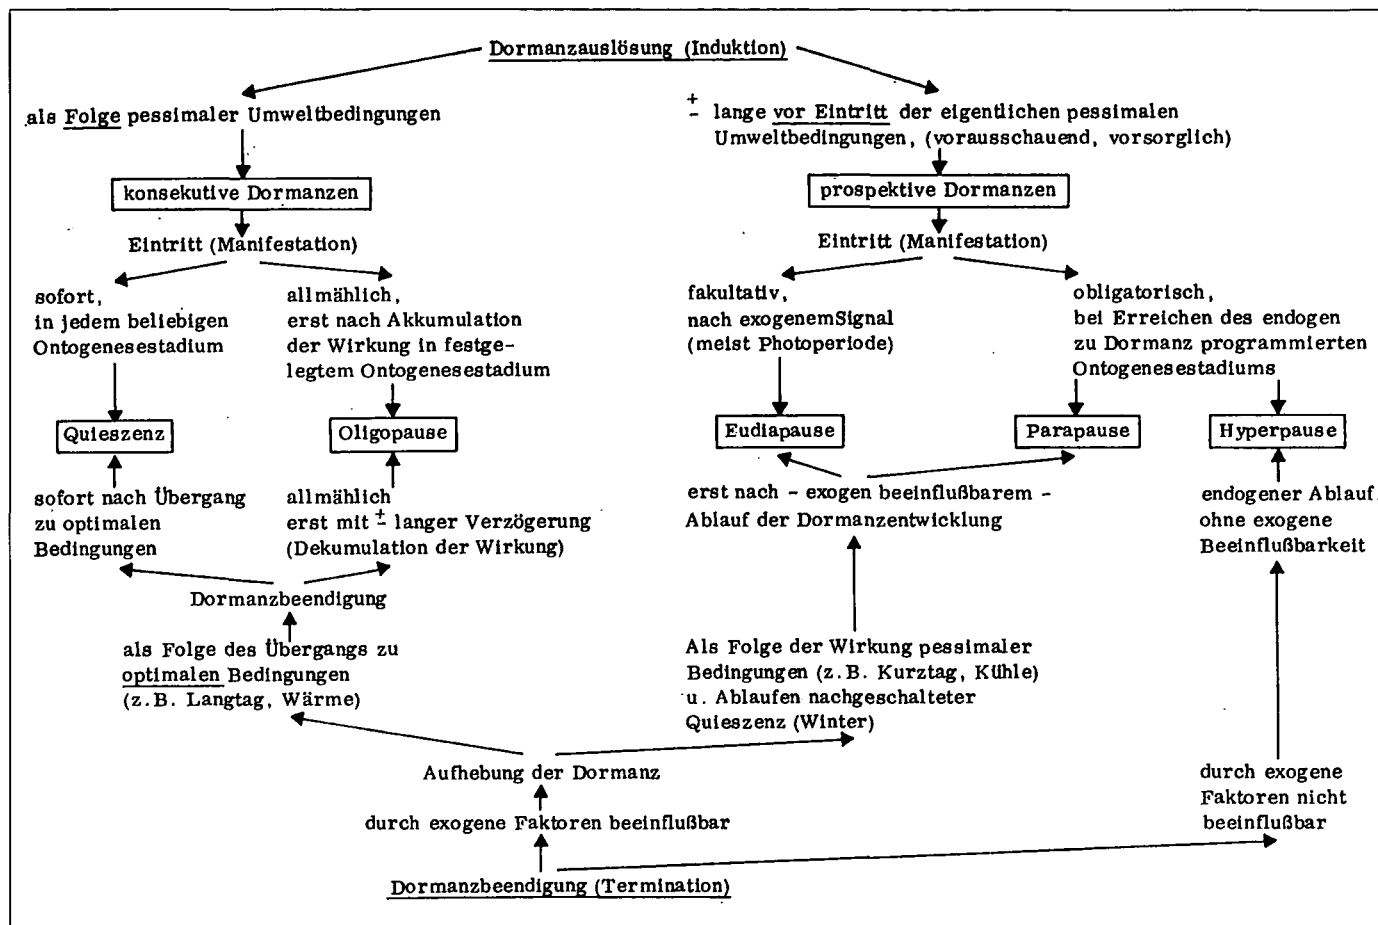 Dormanzauslösung (Induktion)
als Folge pessimaler Umweltbedingungen
± lange vor Eintritt der eigentlichen pessimalen
Umweltbedingungen, (vorausschauend, vorsorglich)
konsekutive Dormanzen
prospektive Dormanzen
Eintritt (Manifestation)
Eintritt (Manifestation)
sofort,
in jedem beliebigen
Ontogenesestadium
allmählich,
erst nach Akkumulation
der Wirkung in festge-
legtem Ontogenesestadium
fakultativ,
nach exogenemSignal
(meist Photoperiode)
obligatorisch,
bei Erreichen des endogen
zu Dormanz programmierten
Ontogenesestadiums
Quieszenz
Oligopause
Eudiapause
Parapause
Hyperpause
sofort nach Übergang
zu optimalen
Bedingungen
allmählich
erst mit ± langer Verzögerung
(Dekumulation der Wirkung)
erst nach - exogen beeinflußbarem -
Ablauf der Dormanzentwicklung
endogener Ablauf
ohne exogene
Beeinflußbarkeit
Dormanzbeendigung
als Folge des Übergangs zu
optimalen Bedingungen
(z.B. Langtag, Wärme)
Als Folge der Wirkung pessimaler
Bedingungen (z.B. Kurztag, Kühle)
u. Ablaufen nachgeschalteter
Quieszenz (Winter)
Aufhebung der Dormanz
durch exogene
Faktoren nicht
beeinflußbar
durch exogene Faktoren beeinflußbar
Dormanzbeendigung (Termination)